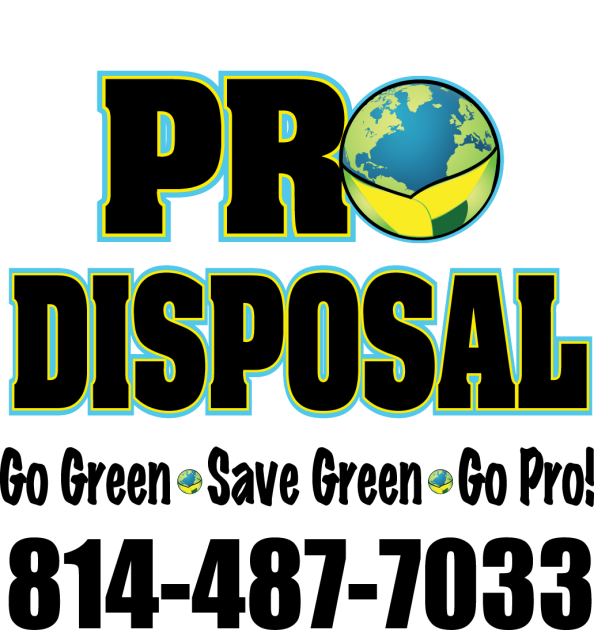 PRO
DISPOSAL
Go Green•Save Green•Go Pro!
814-487-7033